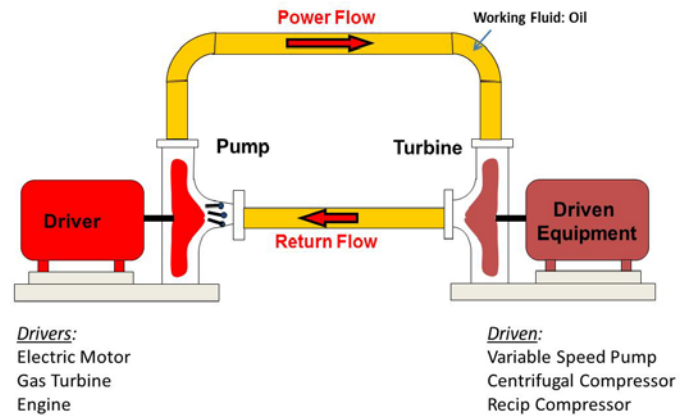 Power Flow
Working Fluid: Oil
Pump
Turbine
Driver
Driven
Equipment
Return Flow
Drivers:
Electric Motor
Gas Turbine
Engine
Driven:
Variable Speed Pump
Centrifugal Compressor
Recip Compressor